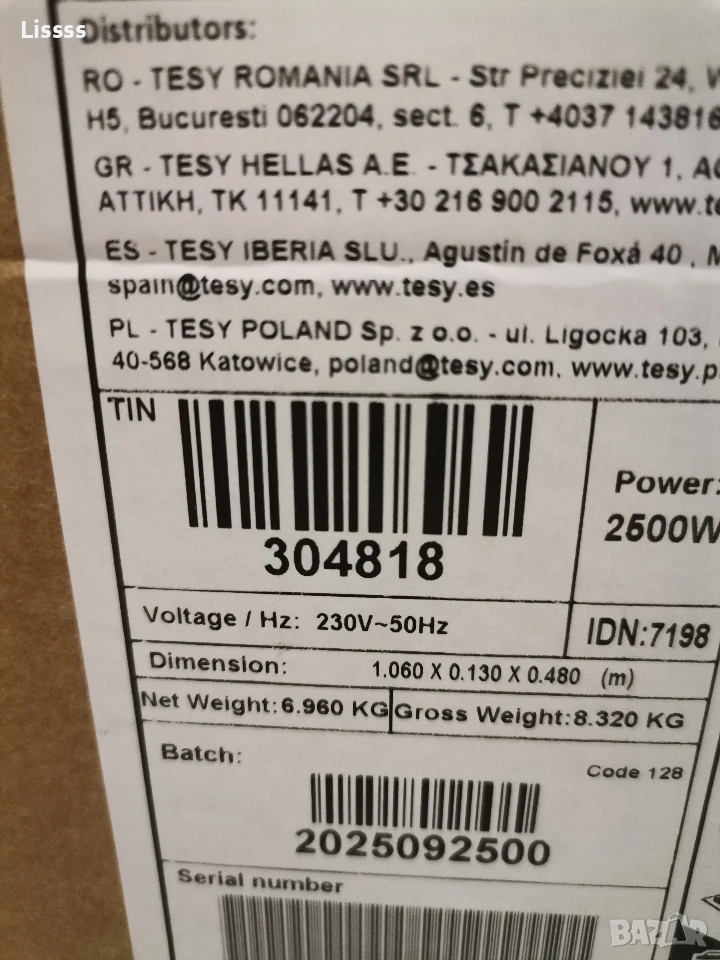 Lissss
Distributors:
RO - TESY ROMANIA SRL - Str Preciziei 24,
H5, Bucuresti 062204, sect. 6, T +4037 143816
GR - TESY HELLAS A.E. - ΤΣΑΚΑΣΙΑΝΟΥ 1,
ΑΤΤΙΚΗ, ΤΚ 11141, T +30 216 900 2115,
ES - TESY IBERIA SLU., Agustin de Foxá 40 ,
spain@tesy.com, www.tesy.es
PL - TESY POLAND Sp. z o.o. - ul. Ligocka 103,
40-568 Katowice, poland@tesy.com, www.tesy.p
TIN
304818
Power:
2500W
Voltage / Hz: 230V~50Hz
IDN:7198
Dimension: 1.060 X 0.130 X 0.480 (m)
Net Weight:6.960 KG Gross Weight:8.320 KG
Batch:
Code 128
2025092500
Serial number
BAZAR